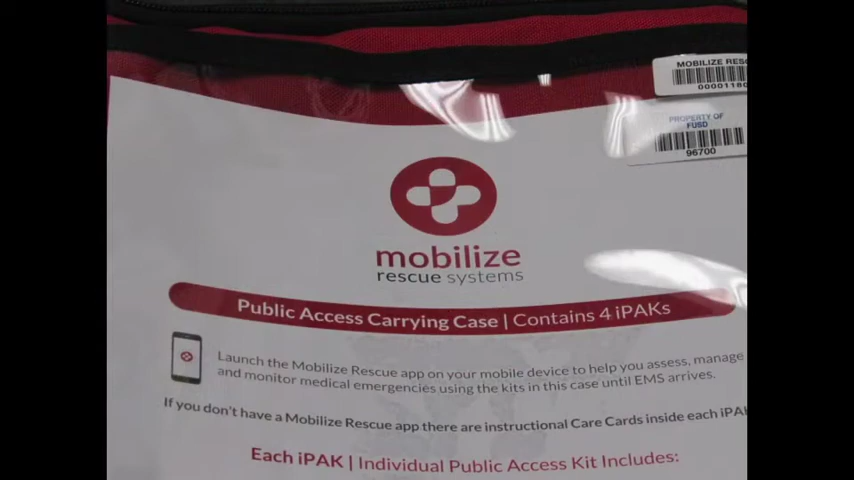 MOBILIZE
PROPERTY OF
FUSD
96700
mobilize
rescue systems
Public Access Carrying Case | Contains 4 iPAKs
Launch the Mobilize Rescue app on your mobile device to help you assess, manage
and monitor medical emergencies using the kits in this case until EMS arrives.
If you don't have a Mobilize Rescue app there are instructional Care Cards inside each
Each iPAK | Individual Public Access Kit Includes: